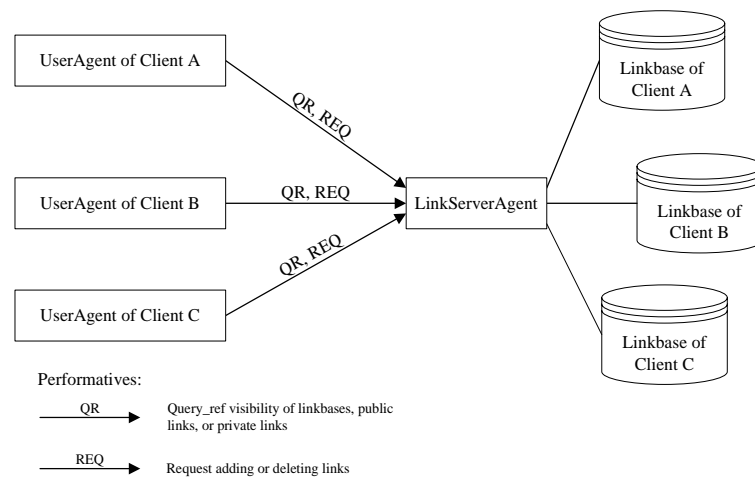 UserAgent of Client A
QR, REQ
Linkbase of
Client A
UserAgent of Client B
QR, REQ
LinkServerAgent
Linkbase of
Client B
QR, REQ
UserAgent of Client C
Linkbase of
Client C
Performatives:
QR
Query_ref visibility of linkbases, public
links, or private links
REQ
Request adding or deleting links